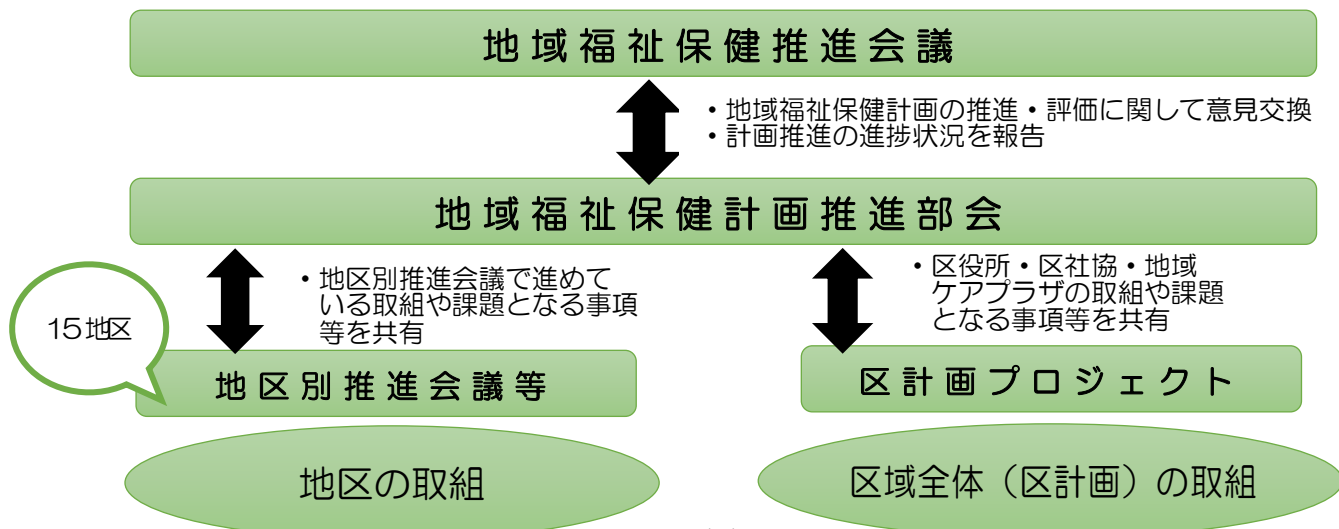 地域福祉保健推進会議
・地域福祉保健計画の推進・評価に関して意見交換
・計画推進の進捗状況を報告
地域福祉保健計画推進部会
・地区別推進会議で進めて
いる取組や課題となる事項
等を共有
・区役所・区社協・地域
ケアプラザの取組や課題
となる事項等を共有
15地区
地区別推進会議等
区計画プロジェクト
地区の取組
区域全体（区計画）の取組